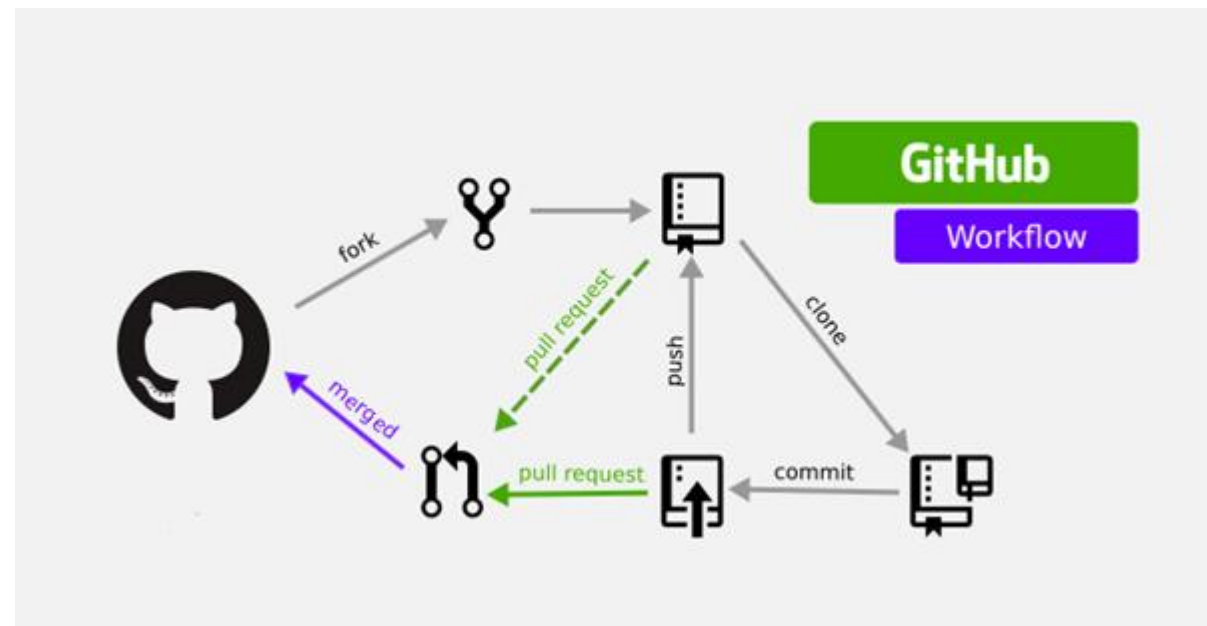 GitHub
Workflow
fork
pull request
clone
push
merged
pull request
commit